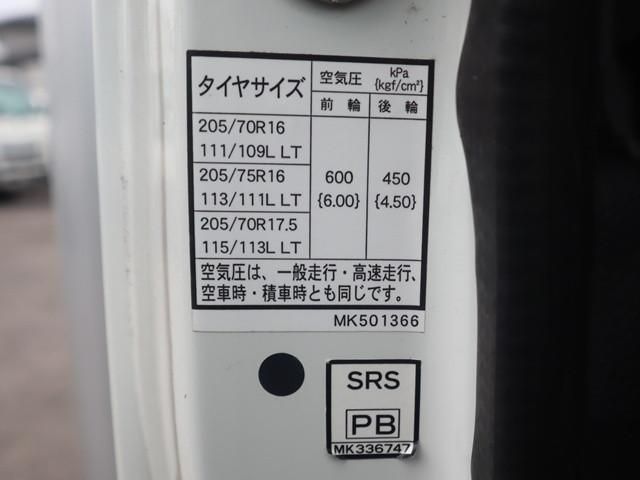 タイヤサイズ 空気圧 kPa {kgf/cm²}
前輪 後輪
205/70R16
111/109L LT
205/75R16 600 450
113/111L LT {6.00} {4.50}
205/70R17.5
115/113L LT
空気圧は、一般走行・高速走行、
空車時・積車時とも同じです。
MK501366
SRS
PB
MK336747